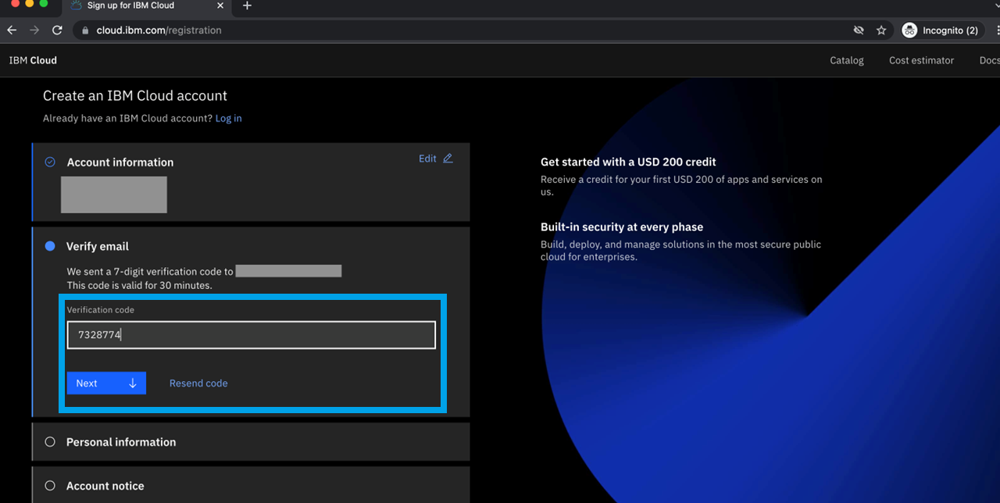 Sign up for IBM Cloud
cloud.ibm.com/registration
Incognito (2)
IBM Cloud
Catalog
Cost estimator
Docs
Create an IBM Cloud account
Already have an IBM Cloud account? Log in
Account information
Edit
Verify email
We sent a 7-digit verification code to
This code is valid for 30 minutes.
Verification code
7328774
Next
Resend code
Personal information
Account notice
Get started with a USD 200 credit
Receive a credit for your first USD 200 of apps and services on
us.
Built-in security at every phase
Build, deploy, and manage solutions in the most secure public
cloud for enterprises.